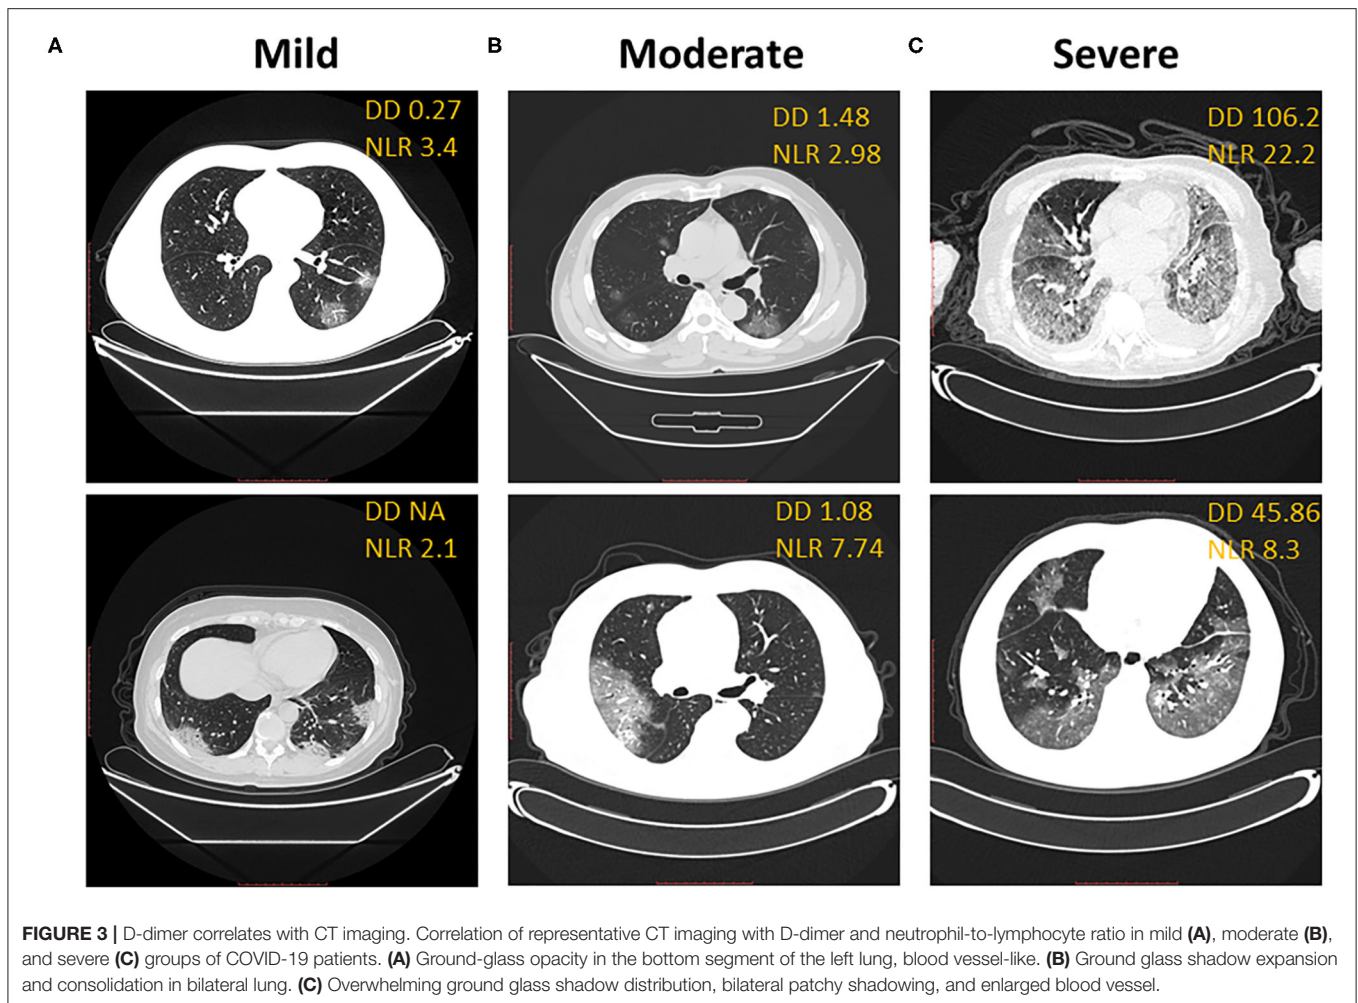 A
Mild
B
Moderate
C
Severe
DD 0.27
NLR 3.4
DD 1.48
NLR 2.98
DD 106.2
NLR 22.2
DD NA
NLR 2.1
DD 1.08
NLR 7.74
DD 45.86
NLR 8.3
FIGURE 3 | D-dimer correlates with CT imaging. Correlation of representative CT imaging with D-dimer and neutrophil-to-lymphocyte ratio in mild (A), moderate (B),
and severe (C) groups of COVID-19 patients. (A) Ground-glass opacity in the bottom segment of the left lung, blood vessel-like. (B) Ground glass shadow expansion
and consolidation in bilateral lung. (C) Overwhelming ground glass shadow distribution, bilateral patchy shadowing, and enlarged blood vessel.